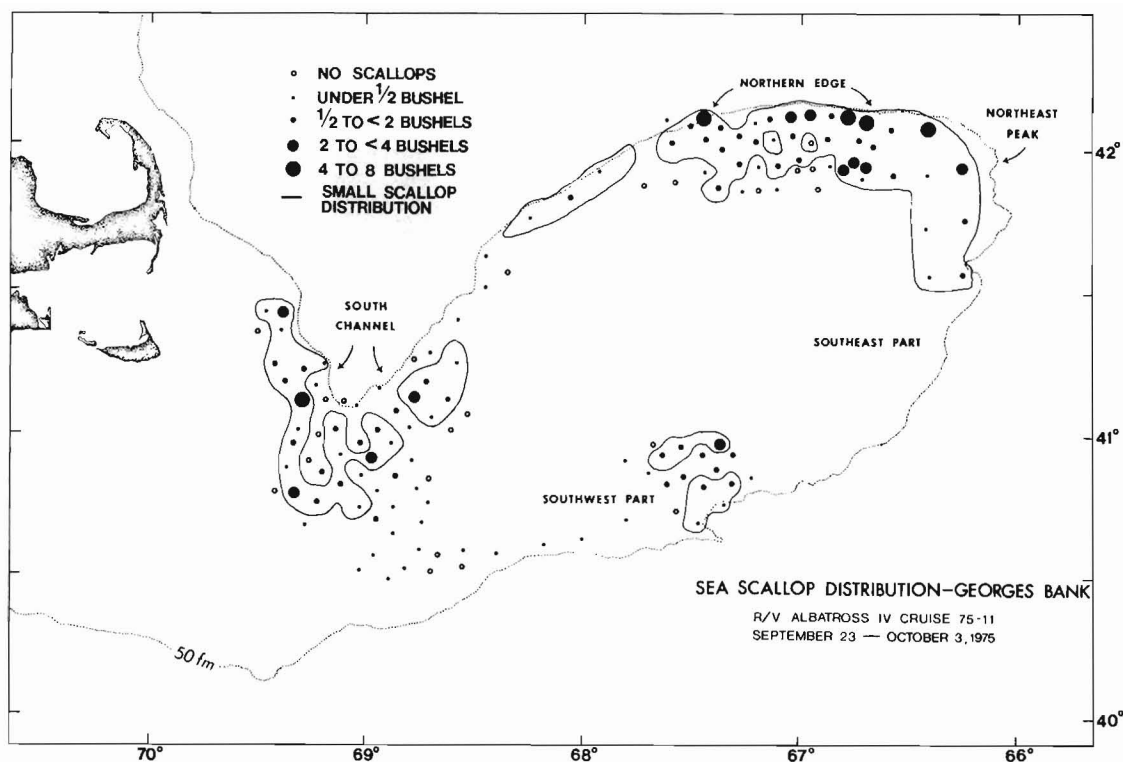 NO SCALLOPS
UNDER 1/2 BUSHEL
1/2 TO < 2 BUSHELS
2 TO < 4 BUSHELS
4 TO 8 BUSHELS
SMALL SCALLOP
DISTRIBUTION
NORTHERN EDGE
NORTHEAST
PEAK
42°
SOUTH
CHANNEL
SOUTHEAST PART
41°
SOUTHWEST PART
SEA SCALLOP DISTRIBUTION–GEORGES BANK
R/V ALBATROSS IV CRUISE 75-11
SEPTEMBER 23 — OCTOBER 3, 1975
50 fm
40°
70° 69° 68° 67° 66°